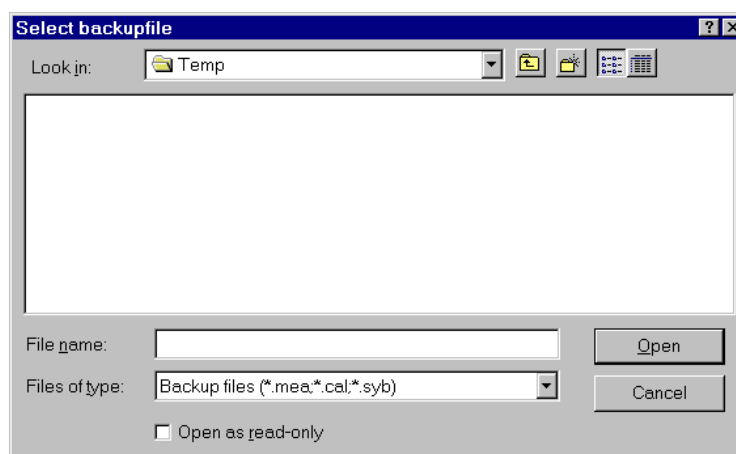 Select backupfile
Look in: Temp
File name: Open
Files of type: Backup files (*.mea;*.cal;*.syb) Cancel
Open as read-only